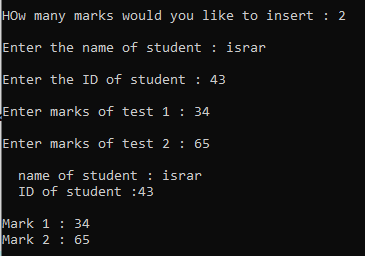 HOw many marks would you like to insert : 2
Enter the name of student : israr
Enter the ID of student : 43
Enter marks of test 1 : 34
Enter marks of test 2 : 65
name of student : israr
ID of student :43
Mark 1 : 34
Mark 2 : 65